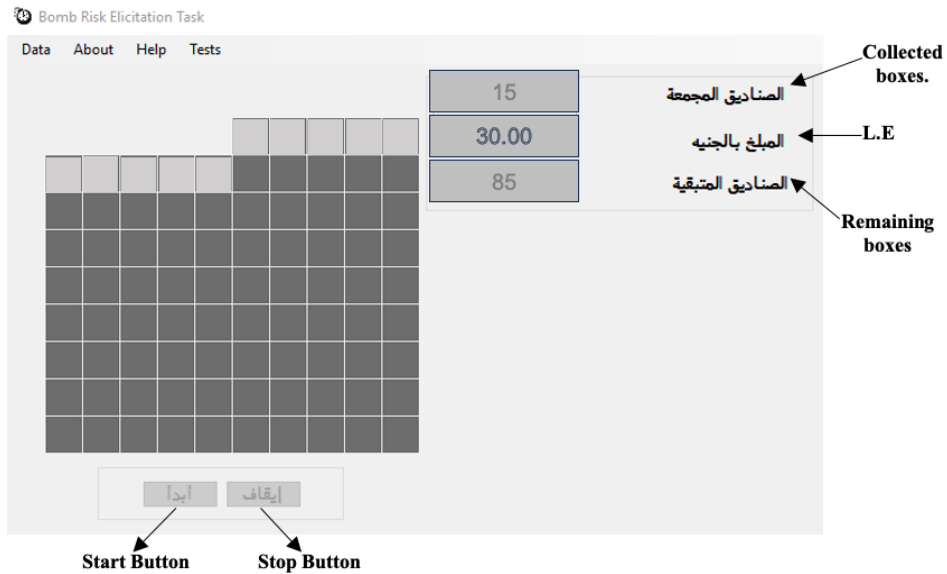 Bomb Risk Elicitation Task
Data About Help Tests
Collected
boxes.
15 الصناديق المجمعة
30.00 المبلغ بالجنيه
L.E
85 الصناديق المتبقية
Remaining
boxes
أبدأ إيقاف
Start Button Stop Button